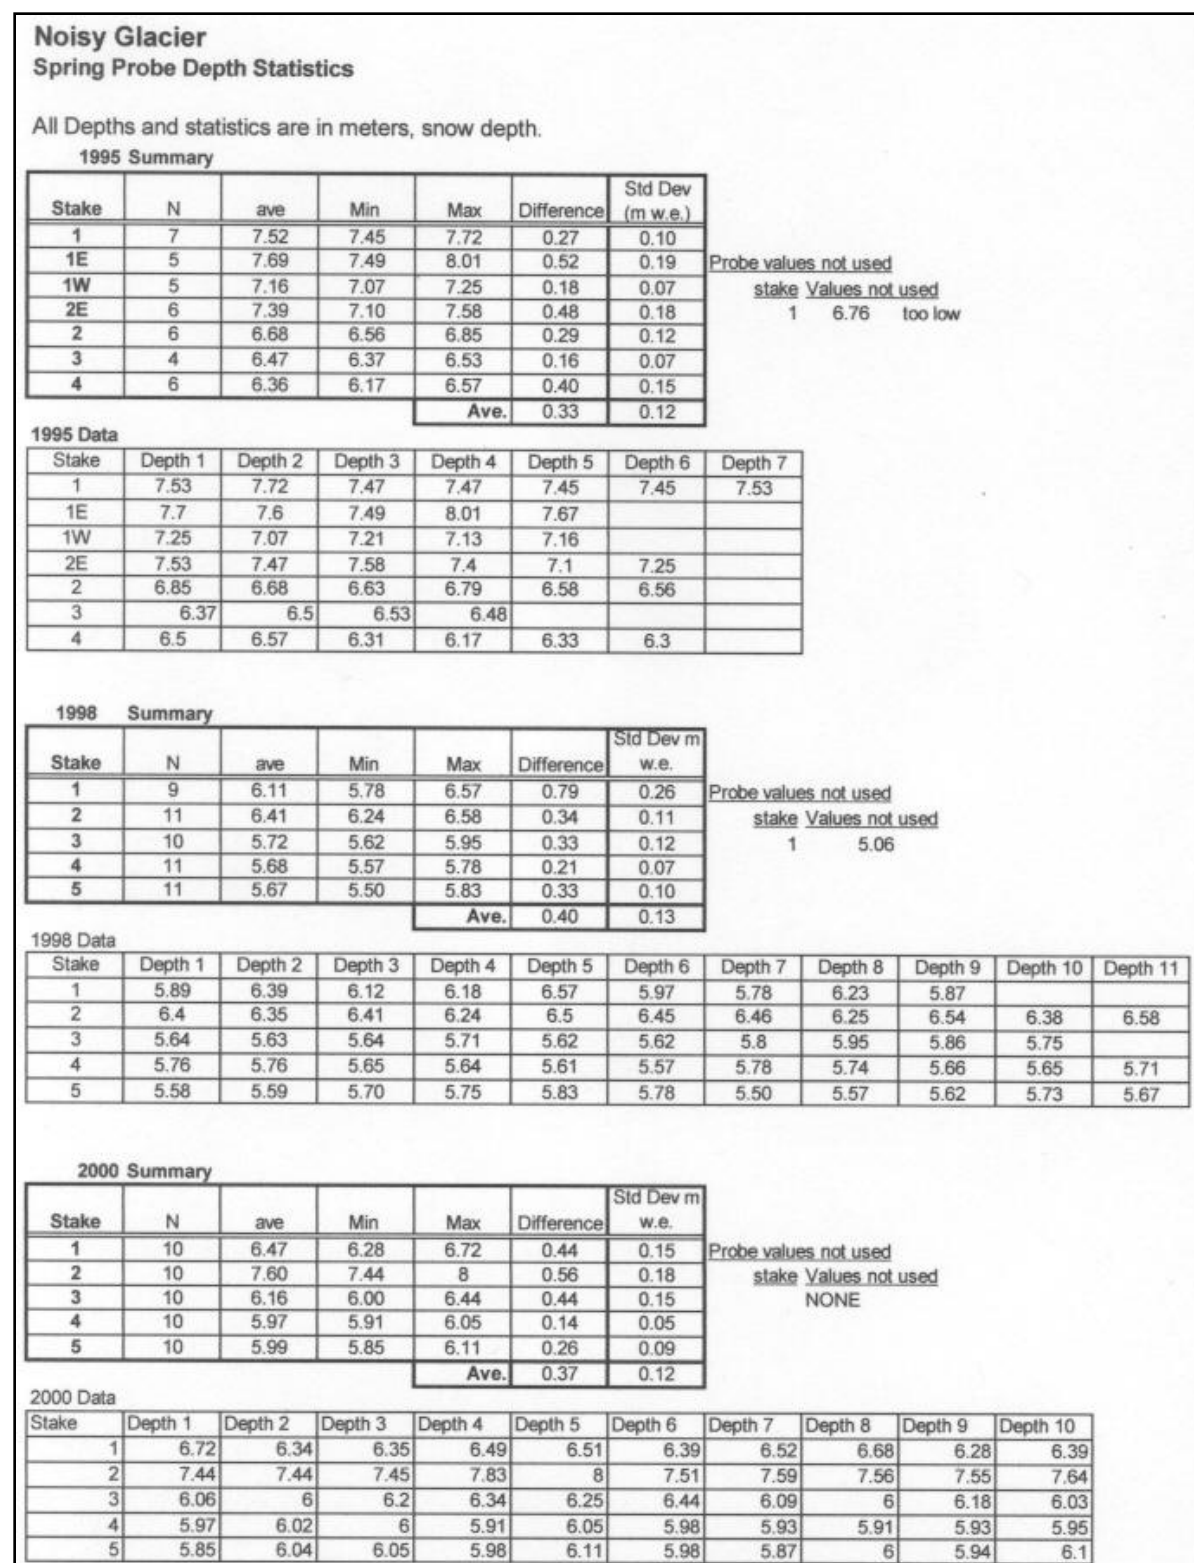 Noisy Glacier
Spring Probe Depth Statistics
All Depths and statistics are in meters, snow depth.
1995 Summary
Stake N ave Min Max Difference Std Dev (m w.e.)
1 7 7.52 7.45 7.72 0.27 0.10
1E 5 7.69 7.49 8.01 0.52 0.19 Probe values not used
1W 5 7.16 7.07 7.25 0.18 0.07 stake Values not used
2E 6 7.39 7.10 7.58 0.48 0.18 1 6.76 too low
2 6 6.68 6.56 6.85 0.29 0.12
3 4 6.47 6.37 6.53 0.16 0.07
4 6 6.36 6.17 6.57 0.40 0.15
Ave. 0.33 0.12
1995 Data
Stake Depth 1 Depth 2 Depth 3 Depth 4 Depth 5 Depth 6 Depth 7
1 7.53 7.72 7.47 7.47 7.45 7.45 7.53
1E 7.7 7.6 7.49 8.01 7.67
1W 7.25 7.07 7.21 7.13 7.16
2E 7.53 7.47 7.58 7.4 7.1 7.25
2 6.85 6.68 6.63 6.79 6.58 6.56
3 6.37 6.5 6.53 6.48
4 6.5 6.57 6.31 6.17 6.33 6.3
1998 Summary
Stake N ave Min Max Difference Std Dev m w.e.
1 9 6.11 5.78 6.57 0.79 0.26 Probe values not used
2 11 6.41 6.24 6.58 0.34 0.11 stake Values not used
3 10 5.72 5.62 5.95 0.33 0.12 1 5.06
4 11 5.68 5.57 5.78 0.21 0.07
5 11 5.67 5.50 5.83 0.33 0.10
Ave. 0.40 0.13
1998 Data
Stake Depth 1 Depth 2 Depth 3 Depth 4 Depth 5 Depth 6 Depth 7 Depth 8 Depth 9 Depth 10 Depth 11
1 5.89 6.39 6.12 6.18 6.57 5.97 5.78 6.23 5.87
2 6.4 6.35 6.41 6.24 6.5 6.45 6.46 6.25 6.54 6.38 6.58
3 5.64 5.63 5.64 5.71 5.62 5.62 5.8 5.95 5.86 5.75
4 5.76 5.76 5.65 5.64 5.61 5.57 5.78 5.74 5.66 5.65 5.71
5 5.58 5.59 5.70 5.75 5.83 5.78 5.50 5.57 5.62 5.73 5.67
2000 Summary
Stake N ave Min Max Difference Std Dev m w.e.
1 10 6.47 6.28 6.72 0.44 0.15 Probe values not used
2 10 7.60 7.44 8 0.56 0.18 stake Values not used
3 10 6.16 6.00 6.44 0.44 0.15 NONE
4 10 5.97 5.91 6.05 0.14 0.05
5 10 5.99 5.85 6.11 0.26 0.09
Ave. 0.37 0.12
2000 Data
Stake Depth 1 Depth 2 Depth 3 Depth 4 Depth 5 Depth 6 Depth 7 Depth 8 Depth 9 Depth 10
1 6.72 6.34 6.35 6.49 6.51 6.39 6.52 6.68 6.28 6.39
2 7.44 7.44 7.45 7.83 8 7.51 7.59 7.56 7.55 7.64
3 6.06 6 6.2 6.34 6.25 6.44 6.09 6 6.18 6.03
4 5.97 6.02 6 5.91 6.05 5.98 5.93 5.91 5.93 5.95
5 5.85 6.04 6.05 5.98 6.11 5.98 5.87 6 5.94 6.1